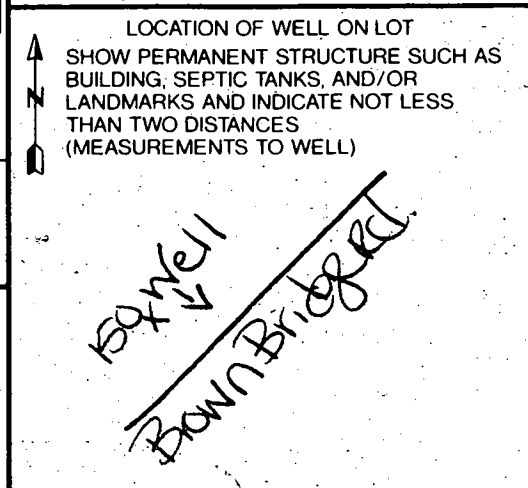 LOCATION OF WELL ON LOT
SHOW PERMANENT STRUCTURE SUCH AS
BUILDING, SEPTIC TANKS, AND/OR
LANDMARKS AND INDICATE NOT LESS
THAN TWO DISTANCES
(MEASUREMENTS TO WELL)
N
Well
150 X
Brown Bridge Rd.